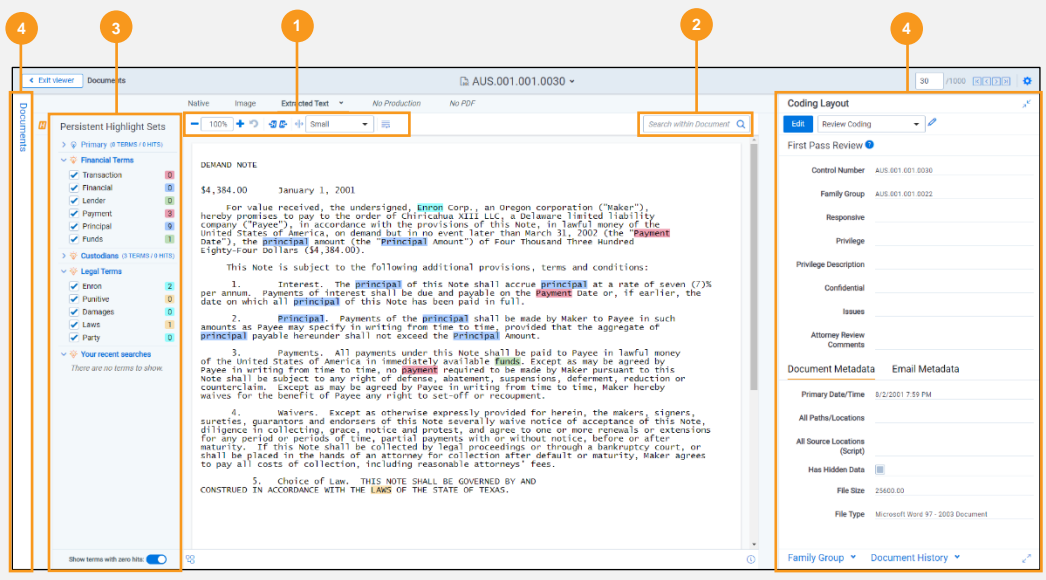 4
3
1
2
4
Exit viewer
Documents
AUS.001.001.0030
30 /1000
Documents
Native Image Extracted Text No Production No PDF
100% Small
Search within Document
Persistent Highlight Sets
Primary (8 TERMS / 0 HITS)
Financial Terms
Transaction 0
Financial 0
Lender 0
Payment 3
Principal 9
Funds 1
Custodians (3 TERMS / 0 HITS)
Legal Terms
Enron 2
Punitive 0
Damages 0
Laws 1
Party 0
Your recent searches
There are no terms to show.
Show terms with zero hits:
DEMAND NOTE
$4,384.00 January 1, 2001
For value received, the undersigned, Enron Corp., an Oregon corporation ("Maker"),
hereby promises to pay to the order of Chiricahua XIII LLC, a Delaware limited liability
company ("Payee"), in accordance with the provisions of this Note, in lawful money of the
United States of America, on demand but in no event later than March 31, 2002 (the "Payment
Date"), the principal amount (the "Principal Amount") of Four Thousand Three Hundred
Eighty-Four Dollars ($4,384.00).
This Note is subject to the following additional provisions, terms and conditions:
1. Interest. The principal of this Note shall accrue principal at a rate of seven (7)%
per annum. Payments of interest shall be due and payable on the Payment Date or, if earlier, the
date on which all principal of this Note has been paid in full.
2. Principal. Payments of the principal shall be made by Maker to Payee in such
amounts as Payee may specify in writing from time to time, provided that the aggregate of
principal payable hereunder shall not exceed the Principal Amount.
3. Payments. All payments under this Note shall be paid to Payee in lawful money
of the United States of America in immediately available funds. Except as may be agreed by
Payee in writing from time to time, no payment required to be made by Maker pursuant to this
Note shall be subject to any right of defense, abatement, suspensions, deferment, reduction or
counterclaim. Except as may be agreed by Payee in writing from time to time, Maker hereby
waives for the benefit of Payee any right to set-off or recoupment.
4. Waivers. Except as otherwise expressly provided for herein, the makers, signers,
sureties, guarantors and endorsers of this Note severally waive notice of acceptance of this Note,
diligence in collecting, grace, notice and protest, and agree to one or more renewals or extensions
for any period or periods of time, partial payments with or without notice, before or after
maturity. If this Note shall be collected by legal proceedings or through a bankruptcy court, or
shall be placed in the hands of an attorney for collection after default or maturity, Maker agrees
to pay all costs of collection, including reasonable attorneys' fees.
5. Choice of Law. THIS NOTE SHALL BE GOVERNED BY AND
CONSTRUED IN ACCORDANCE WITH THE LAWS OF THE STATE OF TEXAS.
Coding Layout
Edit Review Coding
First Pass Review
Control Number AUS.001.001.0030
Family Group AUS.001.001.0022
Responsive
Privilege
Privilege Description
Confidential
Issues
Attorney Review
Comments
Document Metadata Email Metadata
Primary Date/Time 8/2/2001 7:59 PM
All Paths/Locations
All Source Locations
(Script)
Has Hidden Data
File Size 25600.00
File Type Microsoft Word 97 - 2003 Document
Family Group Document History